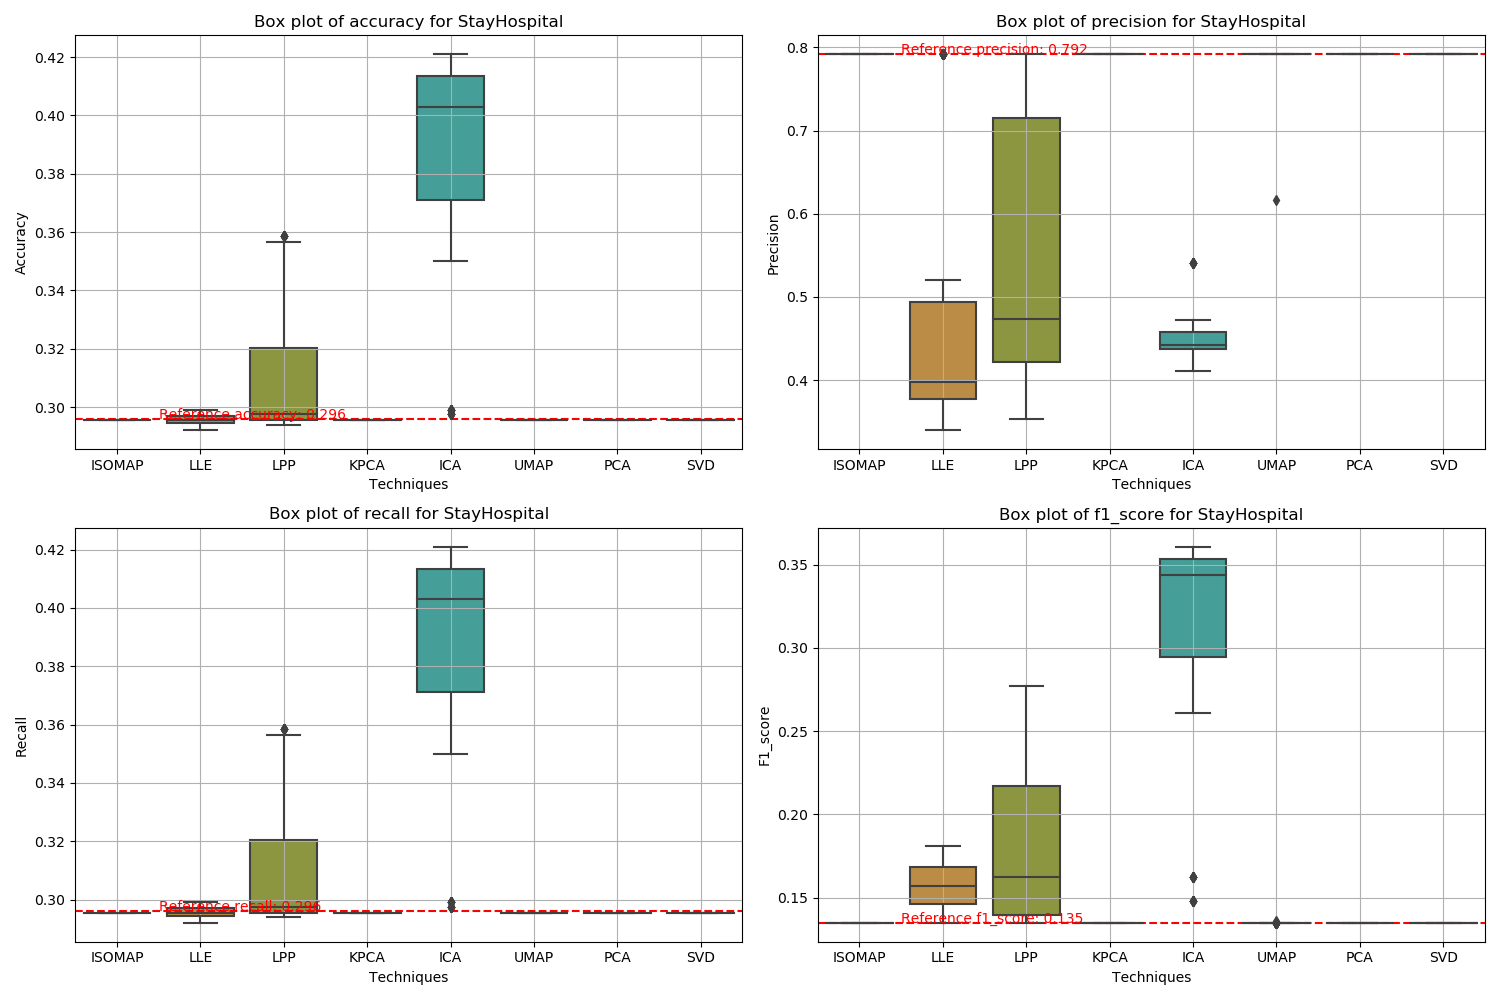 Box plot of accuracy for StayHospital
0.42
0.40
0.38
0.36
0.34
0.32
0.30
Accuracy
Reference accuracy: 0.296
ISOMAP LLE LPP KPCA ICA UMAP PCA SVD
Techniques
Box plot of precision for StayHospital
0.8
0.7
0.6
0.5
0.4
Precision
Reference precision: 0.792
ISOMAP LLE LPP KPCA ICA UMAP PCA SVD
Techniques
Box plot of recall for StayHospital
0.42
0.40
0.38
0.36
0.34
0.32
0.30
Recall
Reference recall: 0.296
ISOMAP LLE LPP KPCA ICA UMAP PCA SVD
Techniques
Box plot of f1_score for StayHospital
0.35
0.30
0.25
0.20
0.15
F1_score
Reference f1_score: 0.135
ISOMAP LLE LPP KPCA ICA UMAP PCA SVD
Techniques